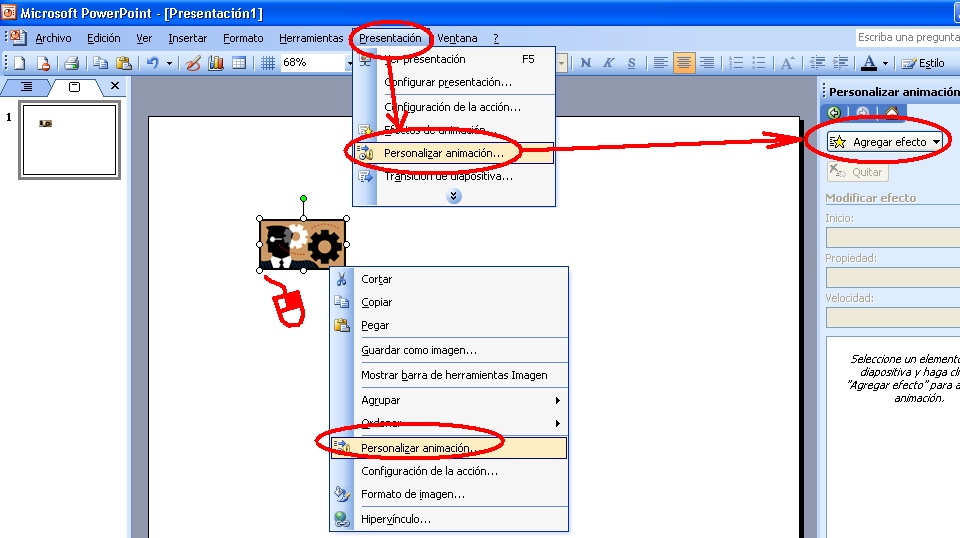 Microsoft PowerPoint - [Presentación1]
Archivo Edición Ver Insertar Formato Herramientas Presentación Ventana ?
Escriba una pregunta
68%
N K S
A
A
Estilo
1
Ver presentación F5
Configurar presentación...
Configuración de la acción...
Efectos de animación
Personalizar animación...
Transición de diapositiva...
Personalizar animación
Agregar efecto
Quitar
Modificar efecto
Inicio:
Propiedad:
Velocidad:
Seleccione un elemento
diapositiva y haga
"Agregar efecto" para
animación.
Cortar
Copiar
Pegar
Guardar como imagen...
Mostrar barra de herramientas Imagen
Agrupar
Ordenar
Personalizar animación...
Configuración de la acción...
Formato de imagen...
Hipervínculo...